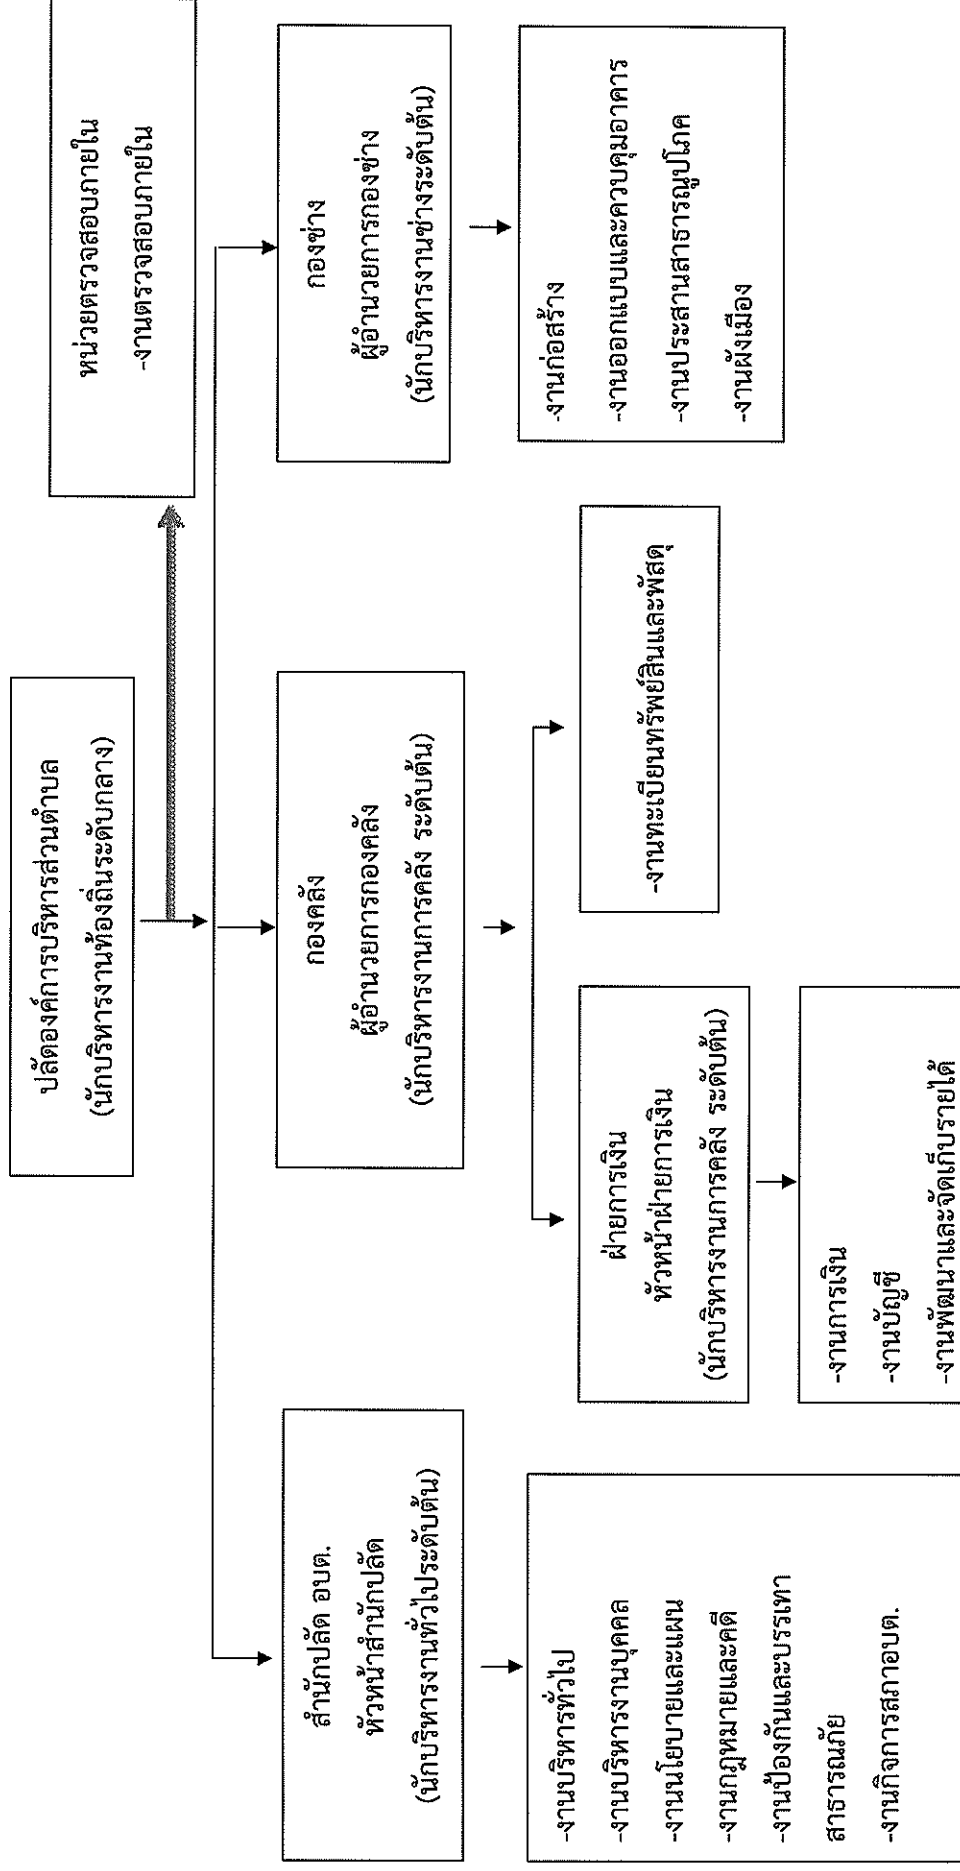 ปลัดองค์การบริหารส่วนตำบล
(นักบริหารงานท้องถิ่นระดับกลาง)
หน่วยตรวจสอบภายใน
-งานตรวจสอบภายใน
สำนักปลัด อบต.
หัวหน้าสำนักปลัด
(นักบริหารงานทั่วไประดับต้น)
กองคลัง
ผู้อำนวยการกองคลัง
(นักบริหารงานการคลัง ระดับต้น)
กองช่าง
ผู้อำนวยการกองช่าง
(นักบริหารงานช่างระดับต้น)
-งานบริหารทั่วไป
-งานบริหารงานบุคคล
-งานนโยบายและแผน
-งานกฎหมายและคดี
-งานป้องกันและบรรเทา
สาธารณภัย
-งานกิจการสภาอบต.
ฝ่ายการเงิน
หัวหน้าฝ่ายการเงิน
(นักบริหารงานการคลัง ระดับต้น)
-งานทะเบียนทรัพย์สินและพัสดุ
-งานการเงิน
-งานบัญชี
-งานพัฒนาและจัดเก็บรายได้
-งานก่อสร้าง
-งานออกแบบและควบคุมอาคาร
-งานประสานสาธารณูปโภค
-งานผังเมือง